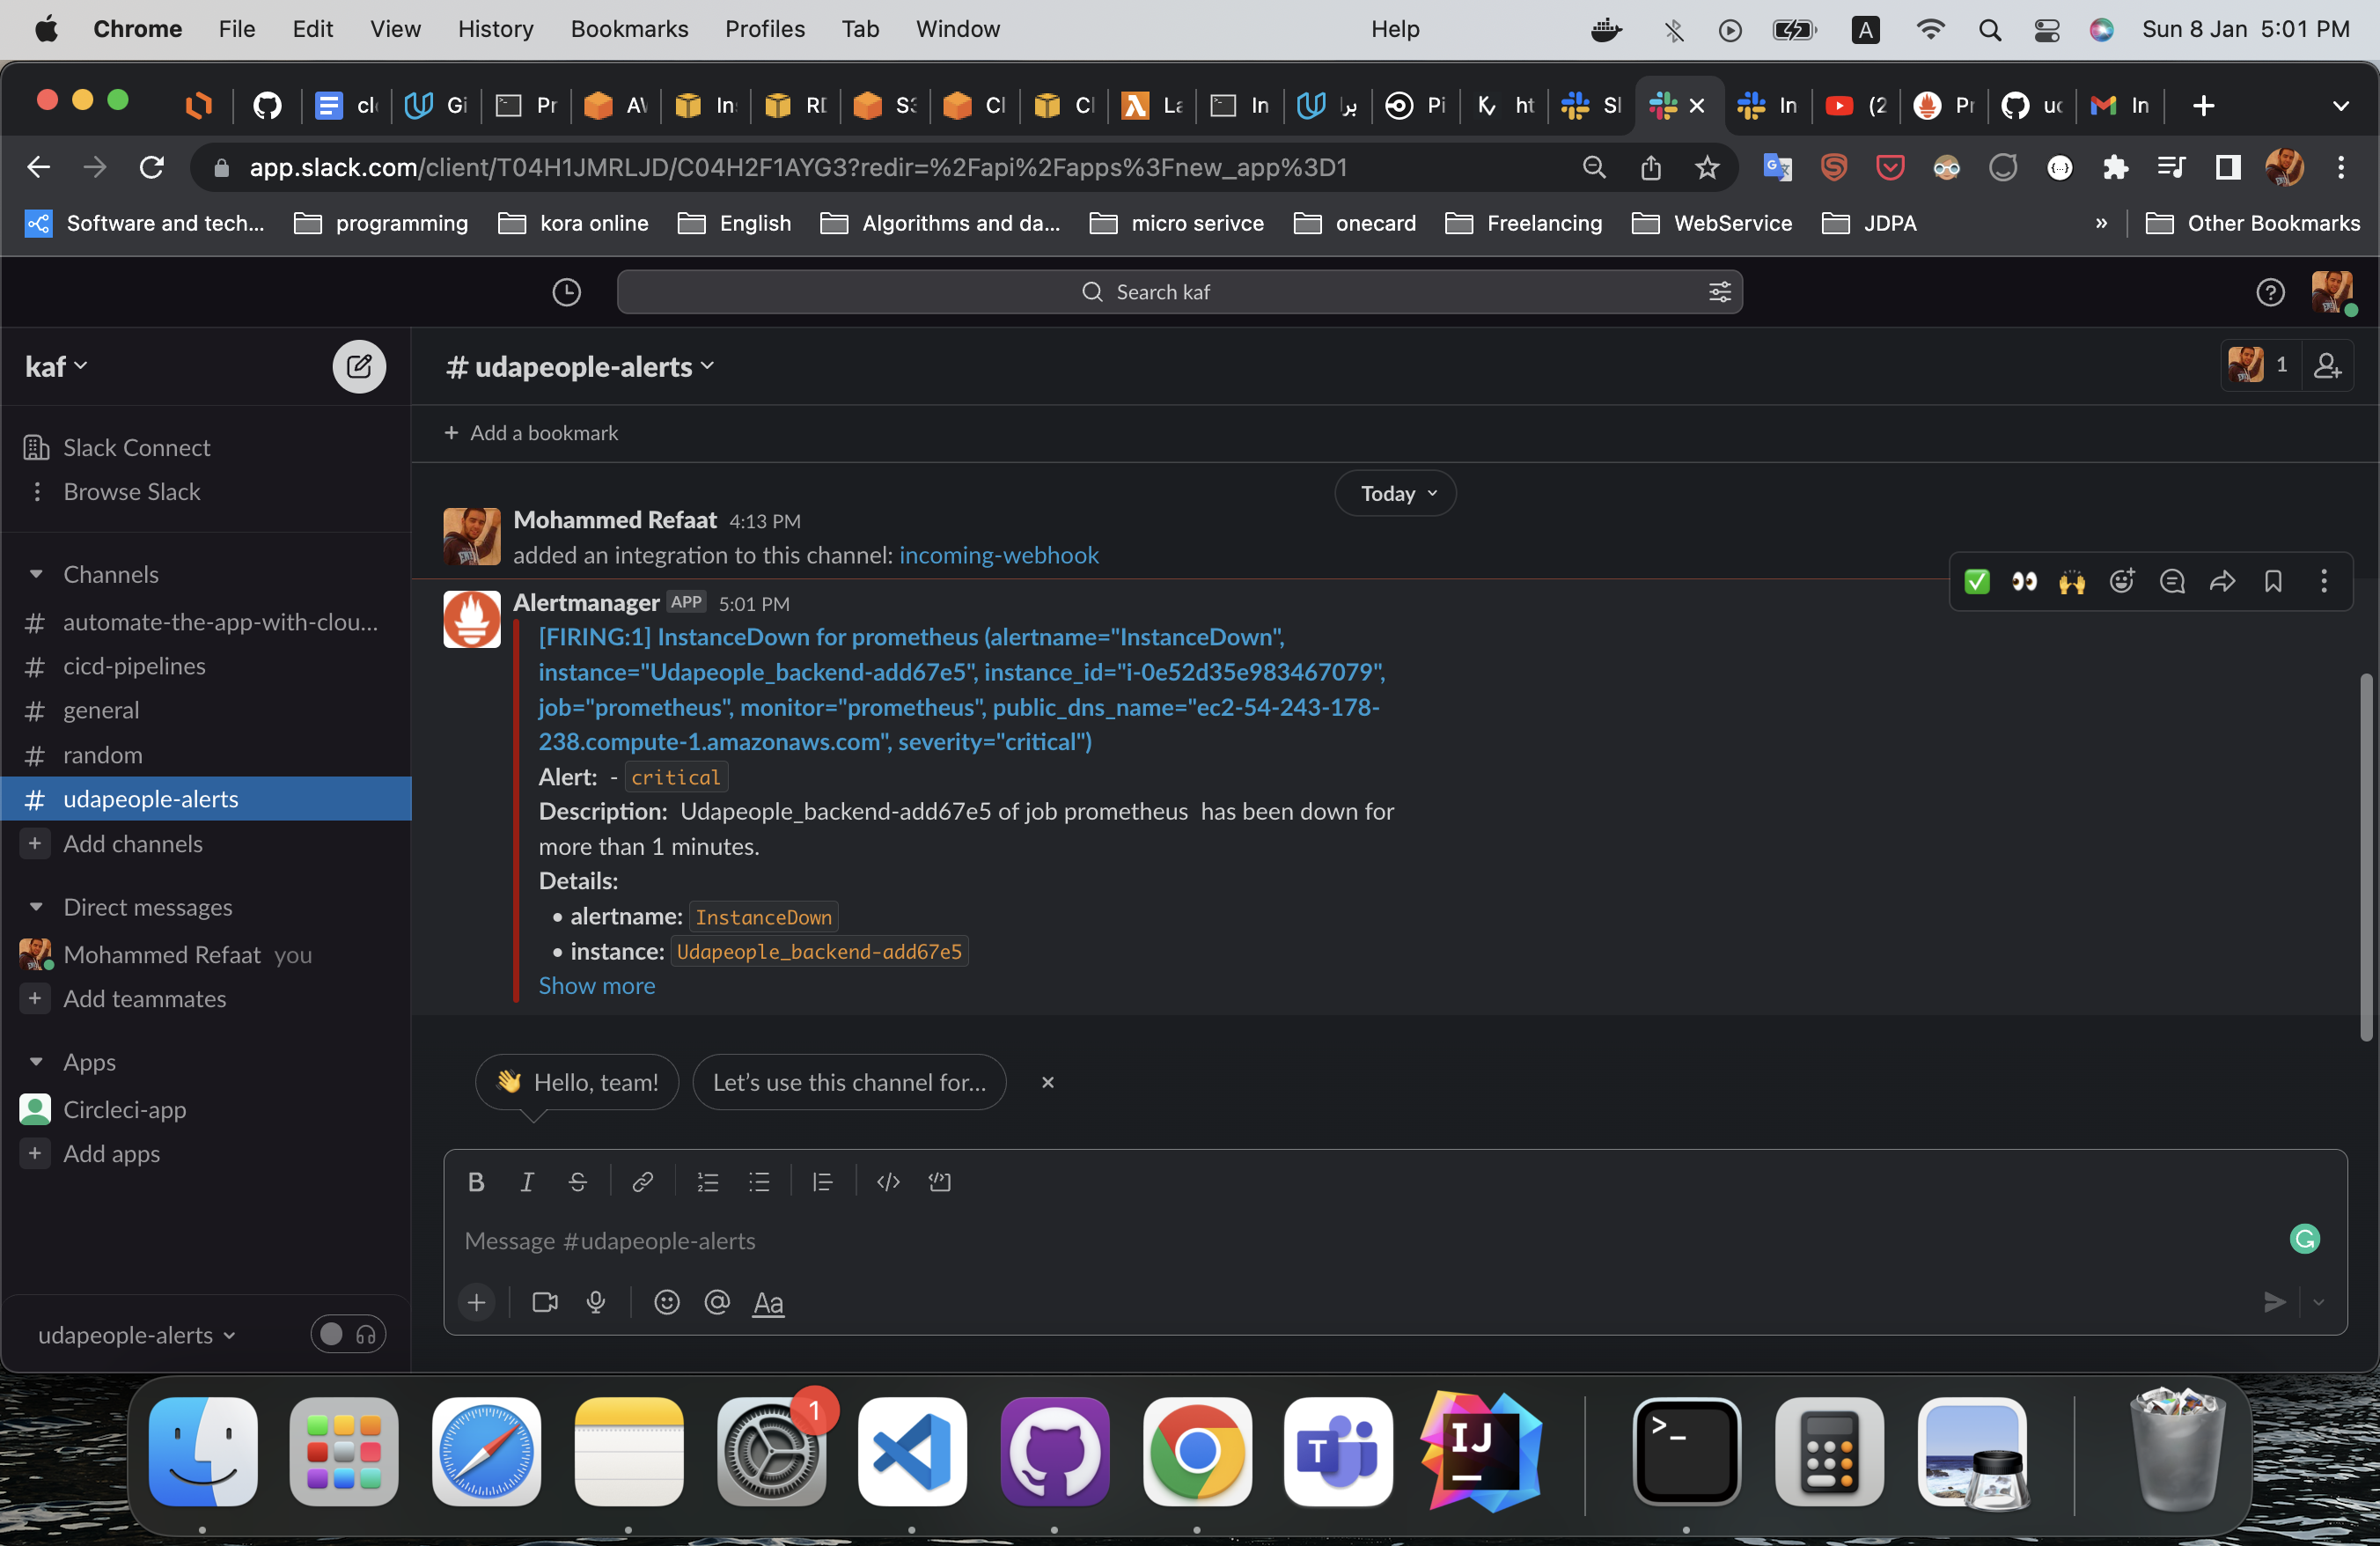 Chrome File Edit View History Bookmarks Profiles Tab Window Help A Sun 8 Jan 5:01 PM
cl Gi Pr AV In RD S3 Cl Cl La In برا Pi ht Sl In (2 Pr uc In
app.slack.com/client/T04H1JMRLJD/C04H2F1AYG3?redir=%2Fapi%2Fapps%3Fnew_app%3D1
Software and tech... programming kora online English Algorithms and da... micro serivce onecard Freelancing WebService JDPA » Other Bookmarks
Search kaf
kaf
# udapeople-alerts
1
+ Add a bookmark
Slack Connect
Browse Slack
Today
Mohammed Refaat 4:13 PM
added an integration to this channel: incoming-webhook
Channels
# automate-the-app-with-clou...
# cicd-pipelines
# general
# random
# udapeople-alerts
+ Add channels
Direct messages
Mohammed Refaat you
+ Add teammates
Apps
Circleci-app
+ Add apps
udapeople-alerts
Alertmanager APP 5:01 PM
[FIRING:1] InstanceDown for prometheus (alertname="InstanceDown",
instance="Udapeople_backend-add67e5", instance_id="i-0e52d35e983467079",
job="prometheus", monitor="prometheus", public_dns_name="ec2-54-243-178-
238.compute-1.amazonaws.com", severity="critical")
Alert: - critical
Description: Udapeople_backend-add67e5 of job prometheus has been down for
more than 1 minutes.
Details:
• alertname: InstanceDown
• instance: Udapeople_backend-add67e5
Show more
👋 Hello, team! Let's use this channel for...
B I S
Message #udapeople-alerts
Aa
1
T
IJ
>_